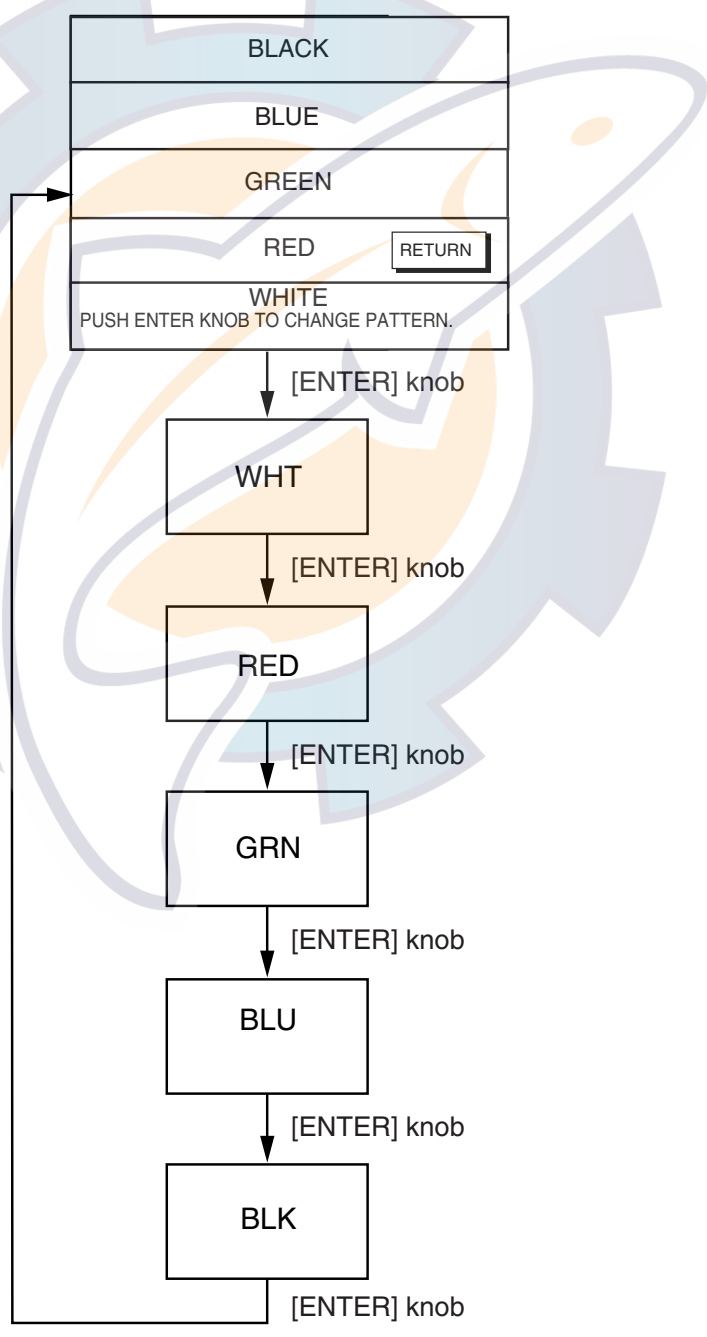 BLACK
BLUE
GREEN
RED
RETURN
WHITE
PUSH ENTER KNOB TO CHANGE PATTERN.
[ENTER] knob
WHT
[ENTER] knob
RED
[ENTER] knob
GRN
[ENTER] knob
BLU
[ENTER] knob
BLK
[ENTER] knob